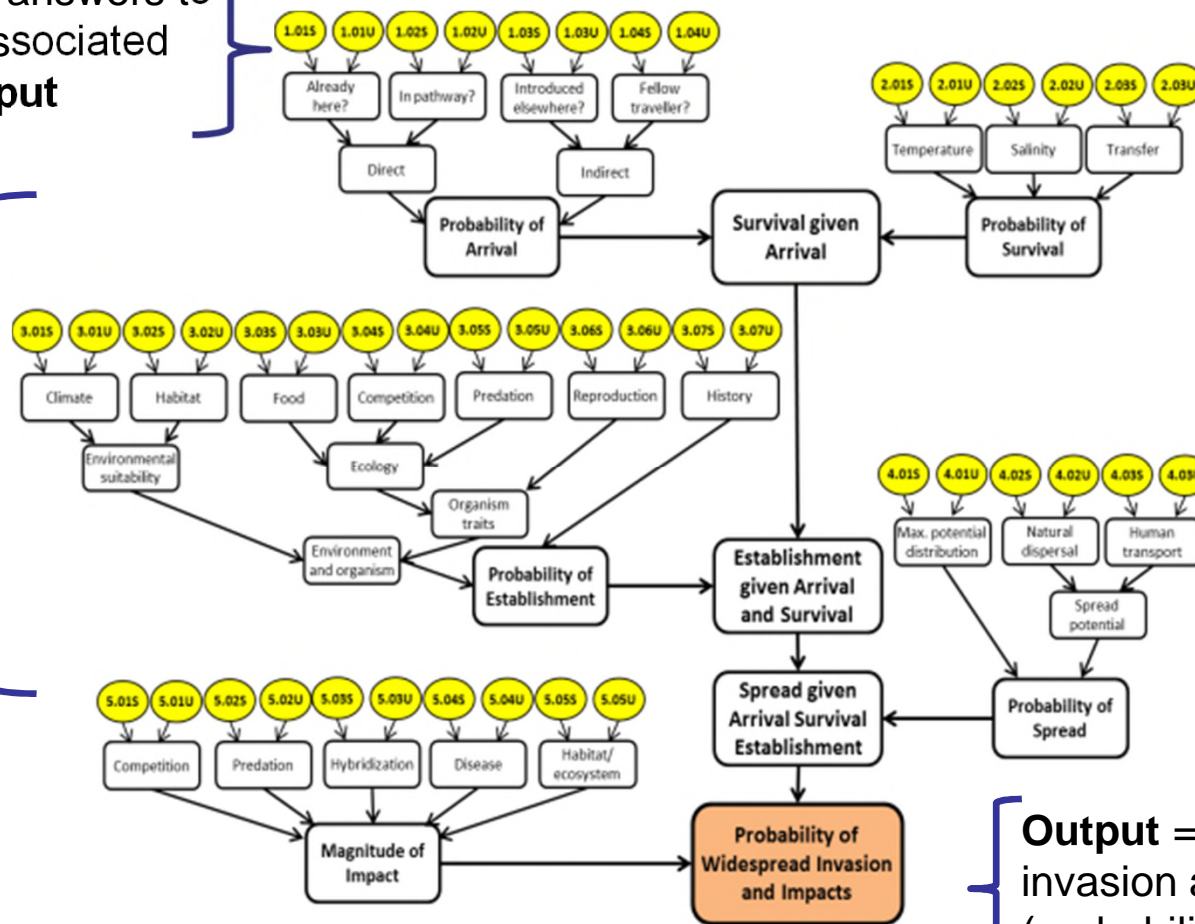 answers to
ssociated
put
1.01S 1.01U 1.02S 1.02U 1.03S 1.03U 1.04S 1.04U
Already
here?
In pathway?
Introduced
elsewhere?
Fellow
traveller?
Direct
Indirect
Probability of
Arrival
2.01S 2.01U 2.02S 2.02U 2.03S 2.03U
Temperature
Salinity
Transfer
Survival given
Arrival
Probability of
Survival
3.01S 3.01U 3.02S 3.02U 3.03S 3.03U 3.04S 3.04U 3.05S 3.05U 3.06S 3.06U 3.07S 3.07U
Climate
Habitat
Food
Competition
Predation
Reproduction
History
Environmental
suitability
Ecology
Organism
traits
Environment
and organism
Probability of
Establishment
Establishment
given Arrival
and Survival
4.01S 4.01U 4.02S 4.02U 4.03S 4.03U
Max. potential
distribution
Natural
dispersal
Human
transport
Spread
potential
Probability of
Spread
Spread given
Arrival Survival
Establishment
5.01S 5.01U 5.02S 5.02U 5.03S 5.03U 5.04S 5.04U 5.05S 5.05U
Competition
Predation
Hybridization
Disease
Habitat/
ecosystem
Magnitude of
Impact
Probability of
Widespread Invasion
and Impacts
Output =
invasion a